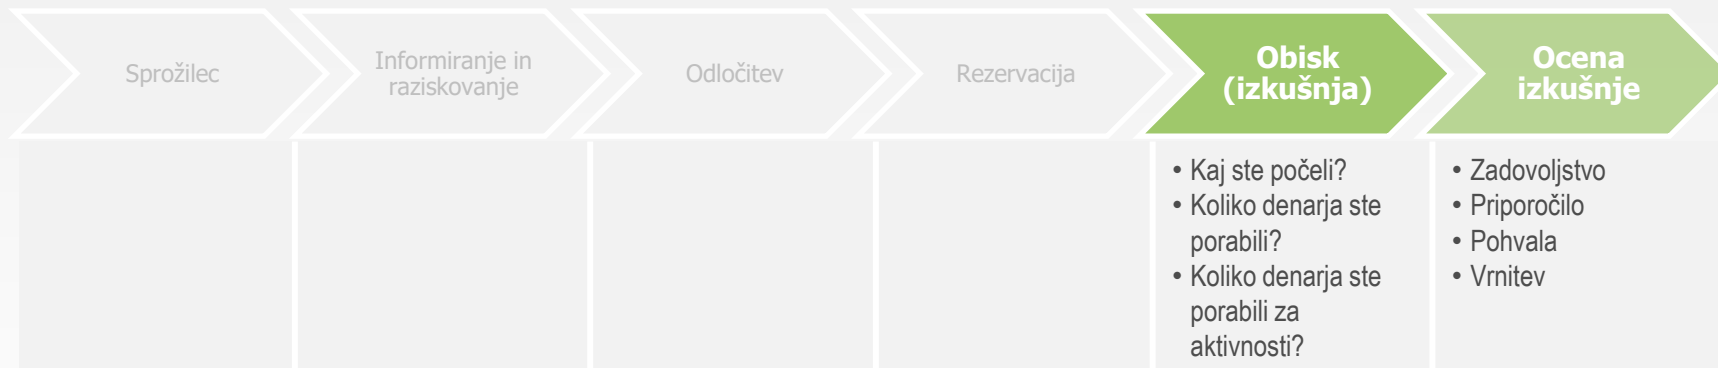 Sprožilec
Informiranje in
raziskovanje
Odločitev
Rezervacija
Obisk
(izkušnja)
Ocena
izkušnje
• Kaj ste počeli?
• Koliko denarja ste
porabili?
• Koliko denarja ste
porabili za
aktivnosti?
• Zadovoljstvo
• Priporočilo
• Pohvala
• Vrnitev